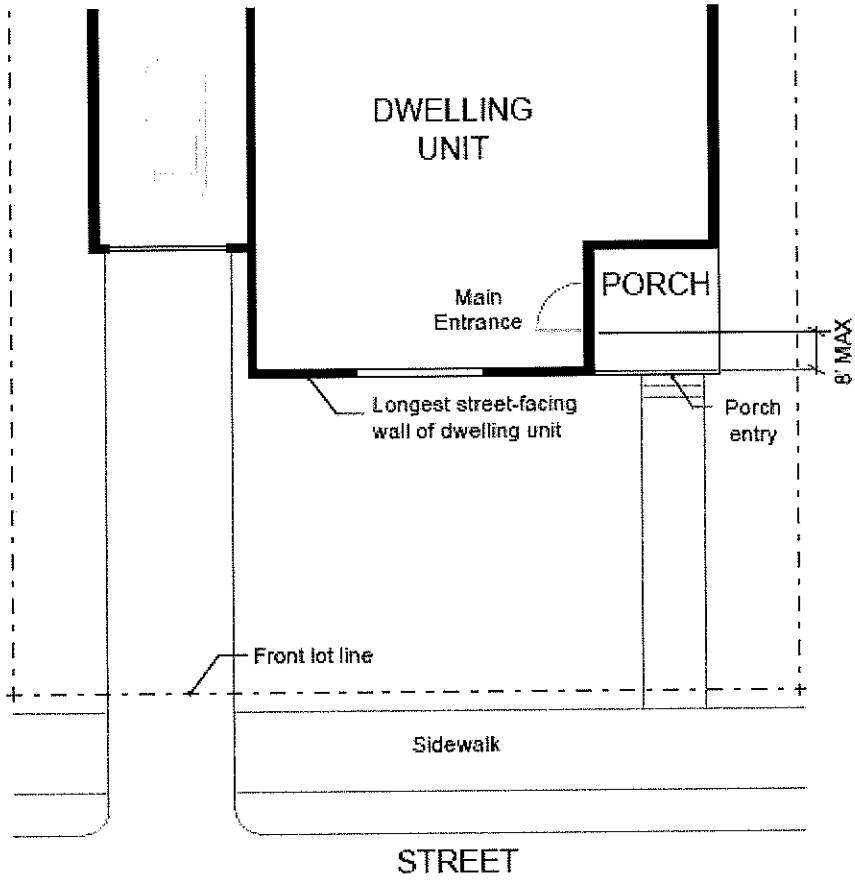 DWELLING
UNIT
PORCH
Main
Entrance
8' MAX
Longest street-facing
wall of dwelling unit
Porch
entry
Front lot line
Sidewalk
STREET